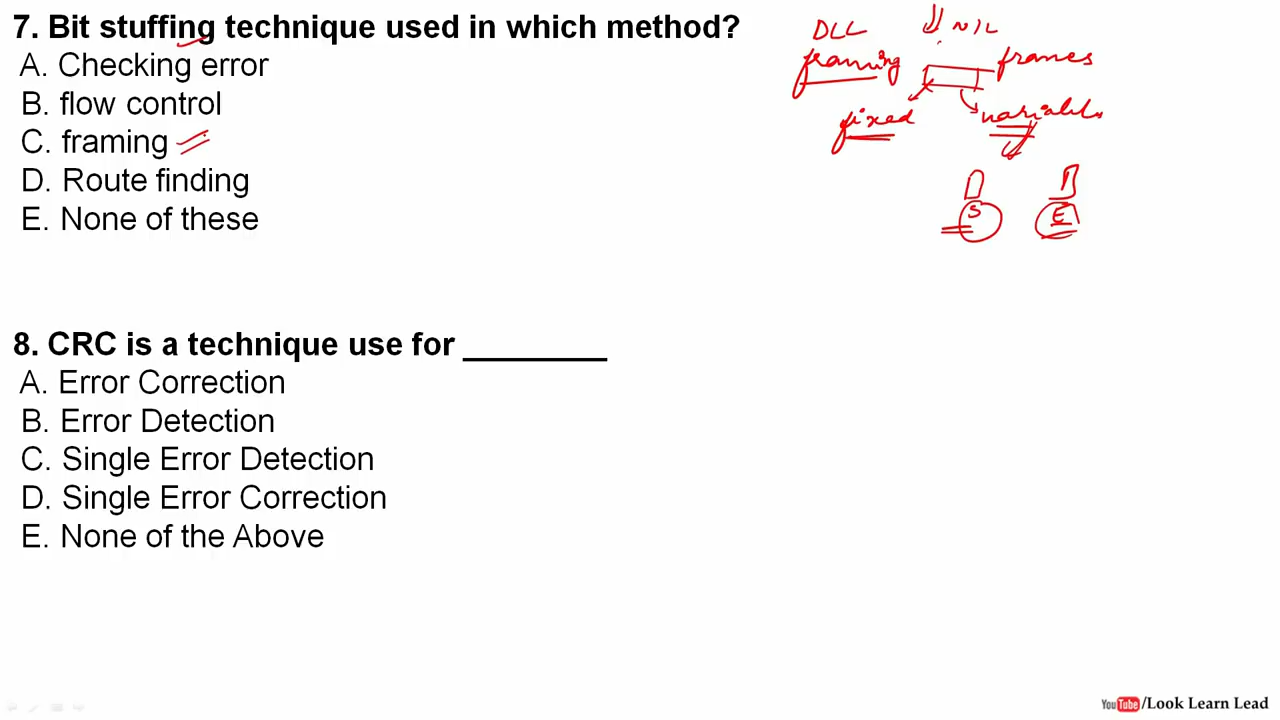 7. Bit stuffing technique used in which method?
A. Checking error
B. flow control
C. framing
D. Route finding
E. None of these
DLL N/L
framing frames
fixed variable
S E
8. CRC is a technique use for ________
A. Error Correction
B. Error Detection
C. Single Error Detection
D. Single Error Correction
E. None of the Above
YouTube/Look Learn Lead